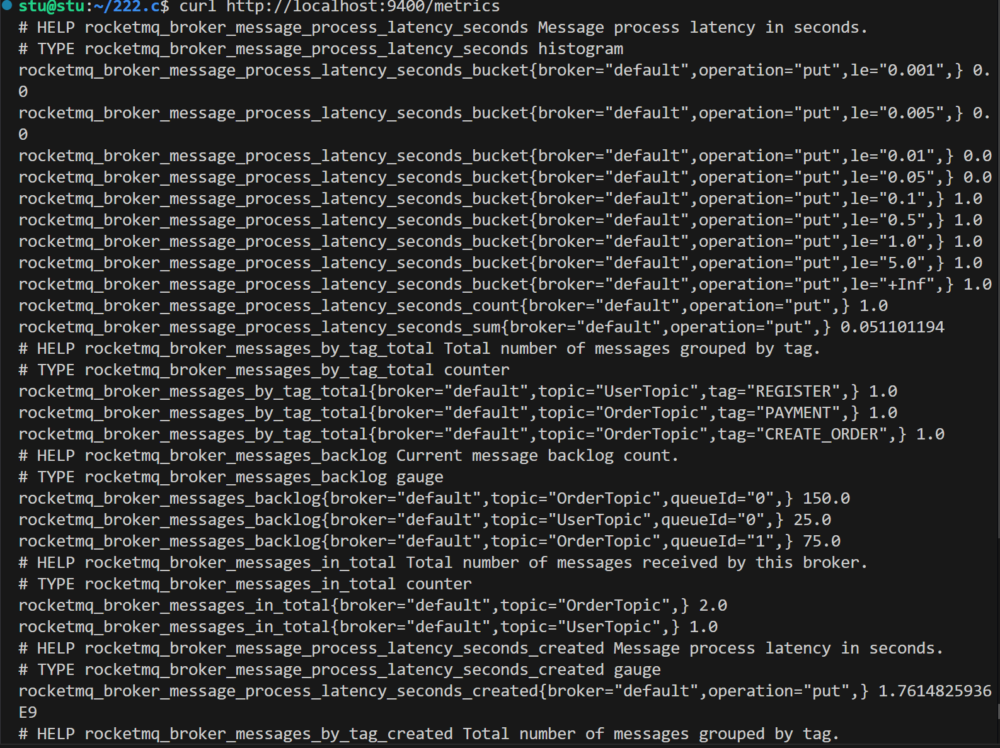 stu@stu:~/222.c$ curl http://localhost:9400/metrics
# HELP rocketmq_broker_message_process_latency_seconds Message process latency in seconds.
# TYPE rocketmq_broker_message_process_latency_seconds histogram
rocketmq_broker_message_process_latency_seconds_bucket{broker="default",operation="put",le="0.001",} 0.
0
rocketmq_broker_message_process_latency_seconds_bucket{broker="default",operation="put",le="0.005",} 0.
0
rocketmq_broker_message_process_latency_seconds_bucket{broker="default",operation="put",le="0.01",} 0.0
rocketmq_broker_message_process_latency_seconds_bucket{broker="default",operation="put",le="0.05",} 0.0
rocketmq_broker_message_process_latency_seconds_bucket{broker="default",operation="put",le="0.1",} 1.0
rocketmq_broker_message_process_latency_seconds_bucket{broker="default",operation="put",le="0.5",} 1.0
rocketmq_broker_message_process_latency_seconds_bucket{broker="default",operation="put",le="1.0",} 1.0
rocketmq_broker_message_process_latency_seconds_bucket{broker="default",operation="put",le="5.0",} 1.0
rocketmq_broker_message_process_latency_seconds_bucket{broker="default",operation="put",le="+Inf",} 1.0
rocketmq_broker_message_process_latency_seconds_count{broker="default",operation="put",} 1.0
rocketmq_broker_message_process_latency_seconds_sum{broker="default",operation="put",} 0.051101194
# HELP rocketmq_broker_messages_by_tag_total Total number of messages grouped by tag.
# TYPE rocketmq_broker_messages_by_tag_total counter
rocketmq_broker_messages_by_tag_total{broker="default",topic="UserTopic",tag="REGISTER",} 1.0
rocketmq_broker_messages_by_tag_total{broker="default",topic="OrderTopic",tag="PAYMENT",} 1.0
rocketmq_broker_messages_by_tag_total{broker="default",topic="OrderTopic",tag="CREATE_ORDER",} 1.0
# HELP rocketmq_broker_messages_backlog Current message backlog count.
# TYPE rocketmq_broker_messages_backlog gauge
rocketmq_broker_messages_backlog{broker="default",topic="OrderTopic",queueId="0",} 150.0
rocketmq_broker_messages_backlog{broker="default",topic="UserTopic",queueId="0",} 25.0
rocketmq_broker_messages_backlog{broker="default",topic="OrderTopic",queueId="1",} 75.0
# HELP rocketmq_broker_messages_in_total Total number of messages received by this broker.
# TYPE rocketmq_broker_messages_in_total counter
rocketmq_broker_messages_in_total{broker="default",topic="OrderTopic",} 2.0
rocketmq_broker_messages_in_total{broker="default",topic="UserTopic",} 1.0
# HELP rocketmq_broker_message_process_latency_seconds_created Message process latency in seconds.
# TYPE rocketmq_broker_message_process_latency_seconds_created gauge
rocketmq_broker_message_process_latency_seconds_created{broker="default",operation="put",} 1.7614825936
E9
# HELP rocketmq_broker_messages_by_tag_created Total number of messages grouped by tag.